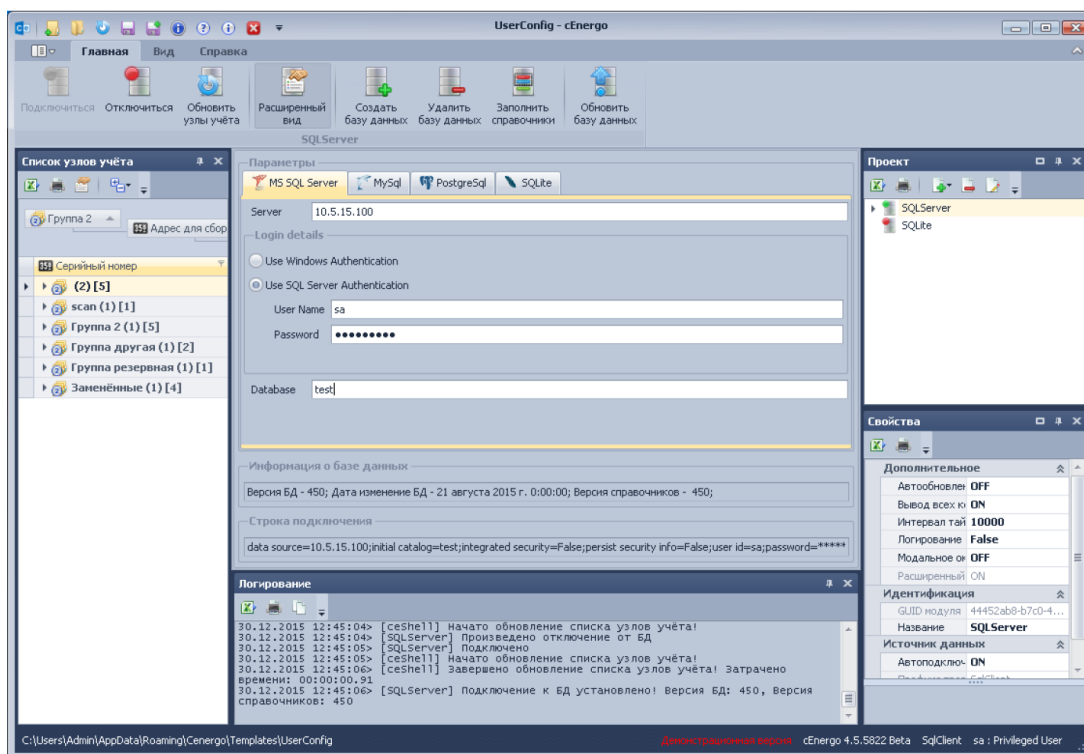 UserConfig - cEnergo
Главная Вид Справка
Подключиться Отключиться Обновить узлы учёта Расширенный вид Создать базу данных Удалить базу данных Заполнить справочники Обновить базу данных
SQLServer
Список узлов учёта
Группа 2
Адрес для сбор
Серийный номер
(2) [5]
scan (1) [1]
Группа 2 (1) [5]
Группа другая (1) [2]
Группа резервная (1) [1]
Заменённые (1) [4]
Параметры
MS SQL Server MySql PostgreSql SQLite
Server 10.5.15.100
Login details
Use Windows Authentication
Use SQL Server Authentication
User Name sa
Password •••••••••
Database test
Информация о базе данных
Версия БД - 450; Дата изменение БД - 21 августа 2015 г. 0:00:00; Версия справочников - 450;
Строка подключения
data source=10.5.15.100;initial catalog=test;integrated security=False;persist security info=False;user id=sa;password=*****
Логирование
30.12.2015 12:45:04> [ceShell] Начато обновление списка узлов учёта!
30.12.2015 12:45:04> [SQLServer] Произведено отключение от БД
30.12.2015 12:45:05> [SQLServer] Подключено
30.12.2015 12:45:05> [ceShell] Начато обновление списка узлов учёта!
30.12.2015 12:45:06> [ceShell] Завершено обновление списка узлов учёта! Затрачено
времени: 00:00:00.91
30.12.2015 12:45:06> [SQLServer] Подключение к БД установлено! Версия БД: 450, Версия
справочников: 450
Проект
SQLServer
SQLite
Свойства
Дополнительное
Автообновлен OFF
Вывод всех к ON
Интервал тай 10000
Логирование False
Модальное ок OFF
Расширенный ON
Идентификация
GUID модуля 44452ab8-b7c0-4...
Название SQLServer
Источник данных
Автоподключ ON
C:\Users\Admin\AppData\Roaming\Cenergo\Templates\UserConfig
Демонстрационная версия cEnergo 4.5.5822 Beta SqlClient sa : Privileged User